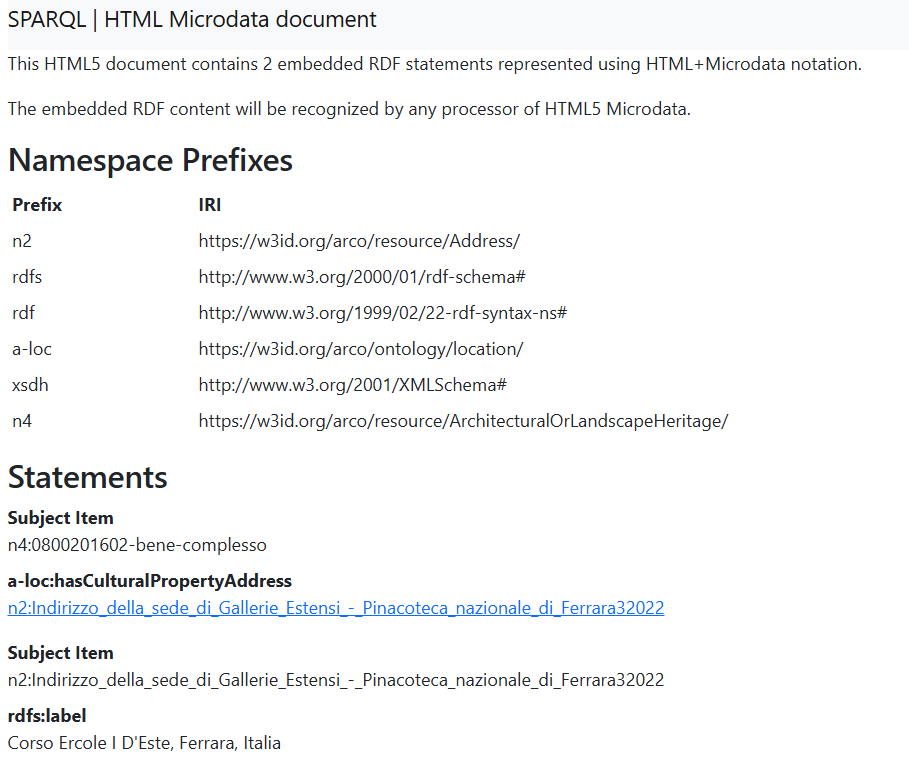 SPARQL | HTML Microdata document
This HTML5 document contains 2 embedded RDF statements represented using HTML+Microdata notation.
The embedded RDF content will be recognized by any processor of HTML5 Microdata.
Namespace Prefixes
Prefix IRI
n2 https://w3id.org/arco/resource/Address/
rdfs http://www.w3.org/2000/01/rdf-schema#
rdf http://www.w3.org/1999/02/22-rdf-syntax-ns#
a-loc https://w3id.org/arco/ontology/location/
xsdh http://www.w3.org/2001/XMLSchema#
n4 https://w3id.org/arco/resource/ArchitecturalOrLandscapeHeritage/
Statements
Subject Item
n4:0800201602-bene-complesso
a-loc:hasCulturalPropertyAddress
n2:Indirizzo_della_sede_di_Gallerie_Estensi_-_Pinacoteca_nazionale_di_Ferrara32022
Subject Item
n2:Indirizzo_della_sede_di_Gallerie_Estensi_-_Pinacoteca_nazionale_di_Ferrara32022
rdfs:label
Corso Ercole I D'Este, Ferrara, Italia